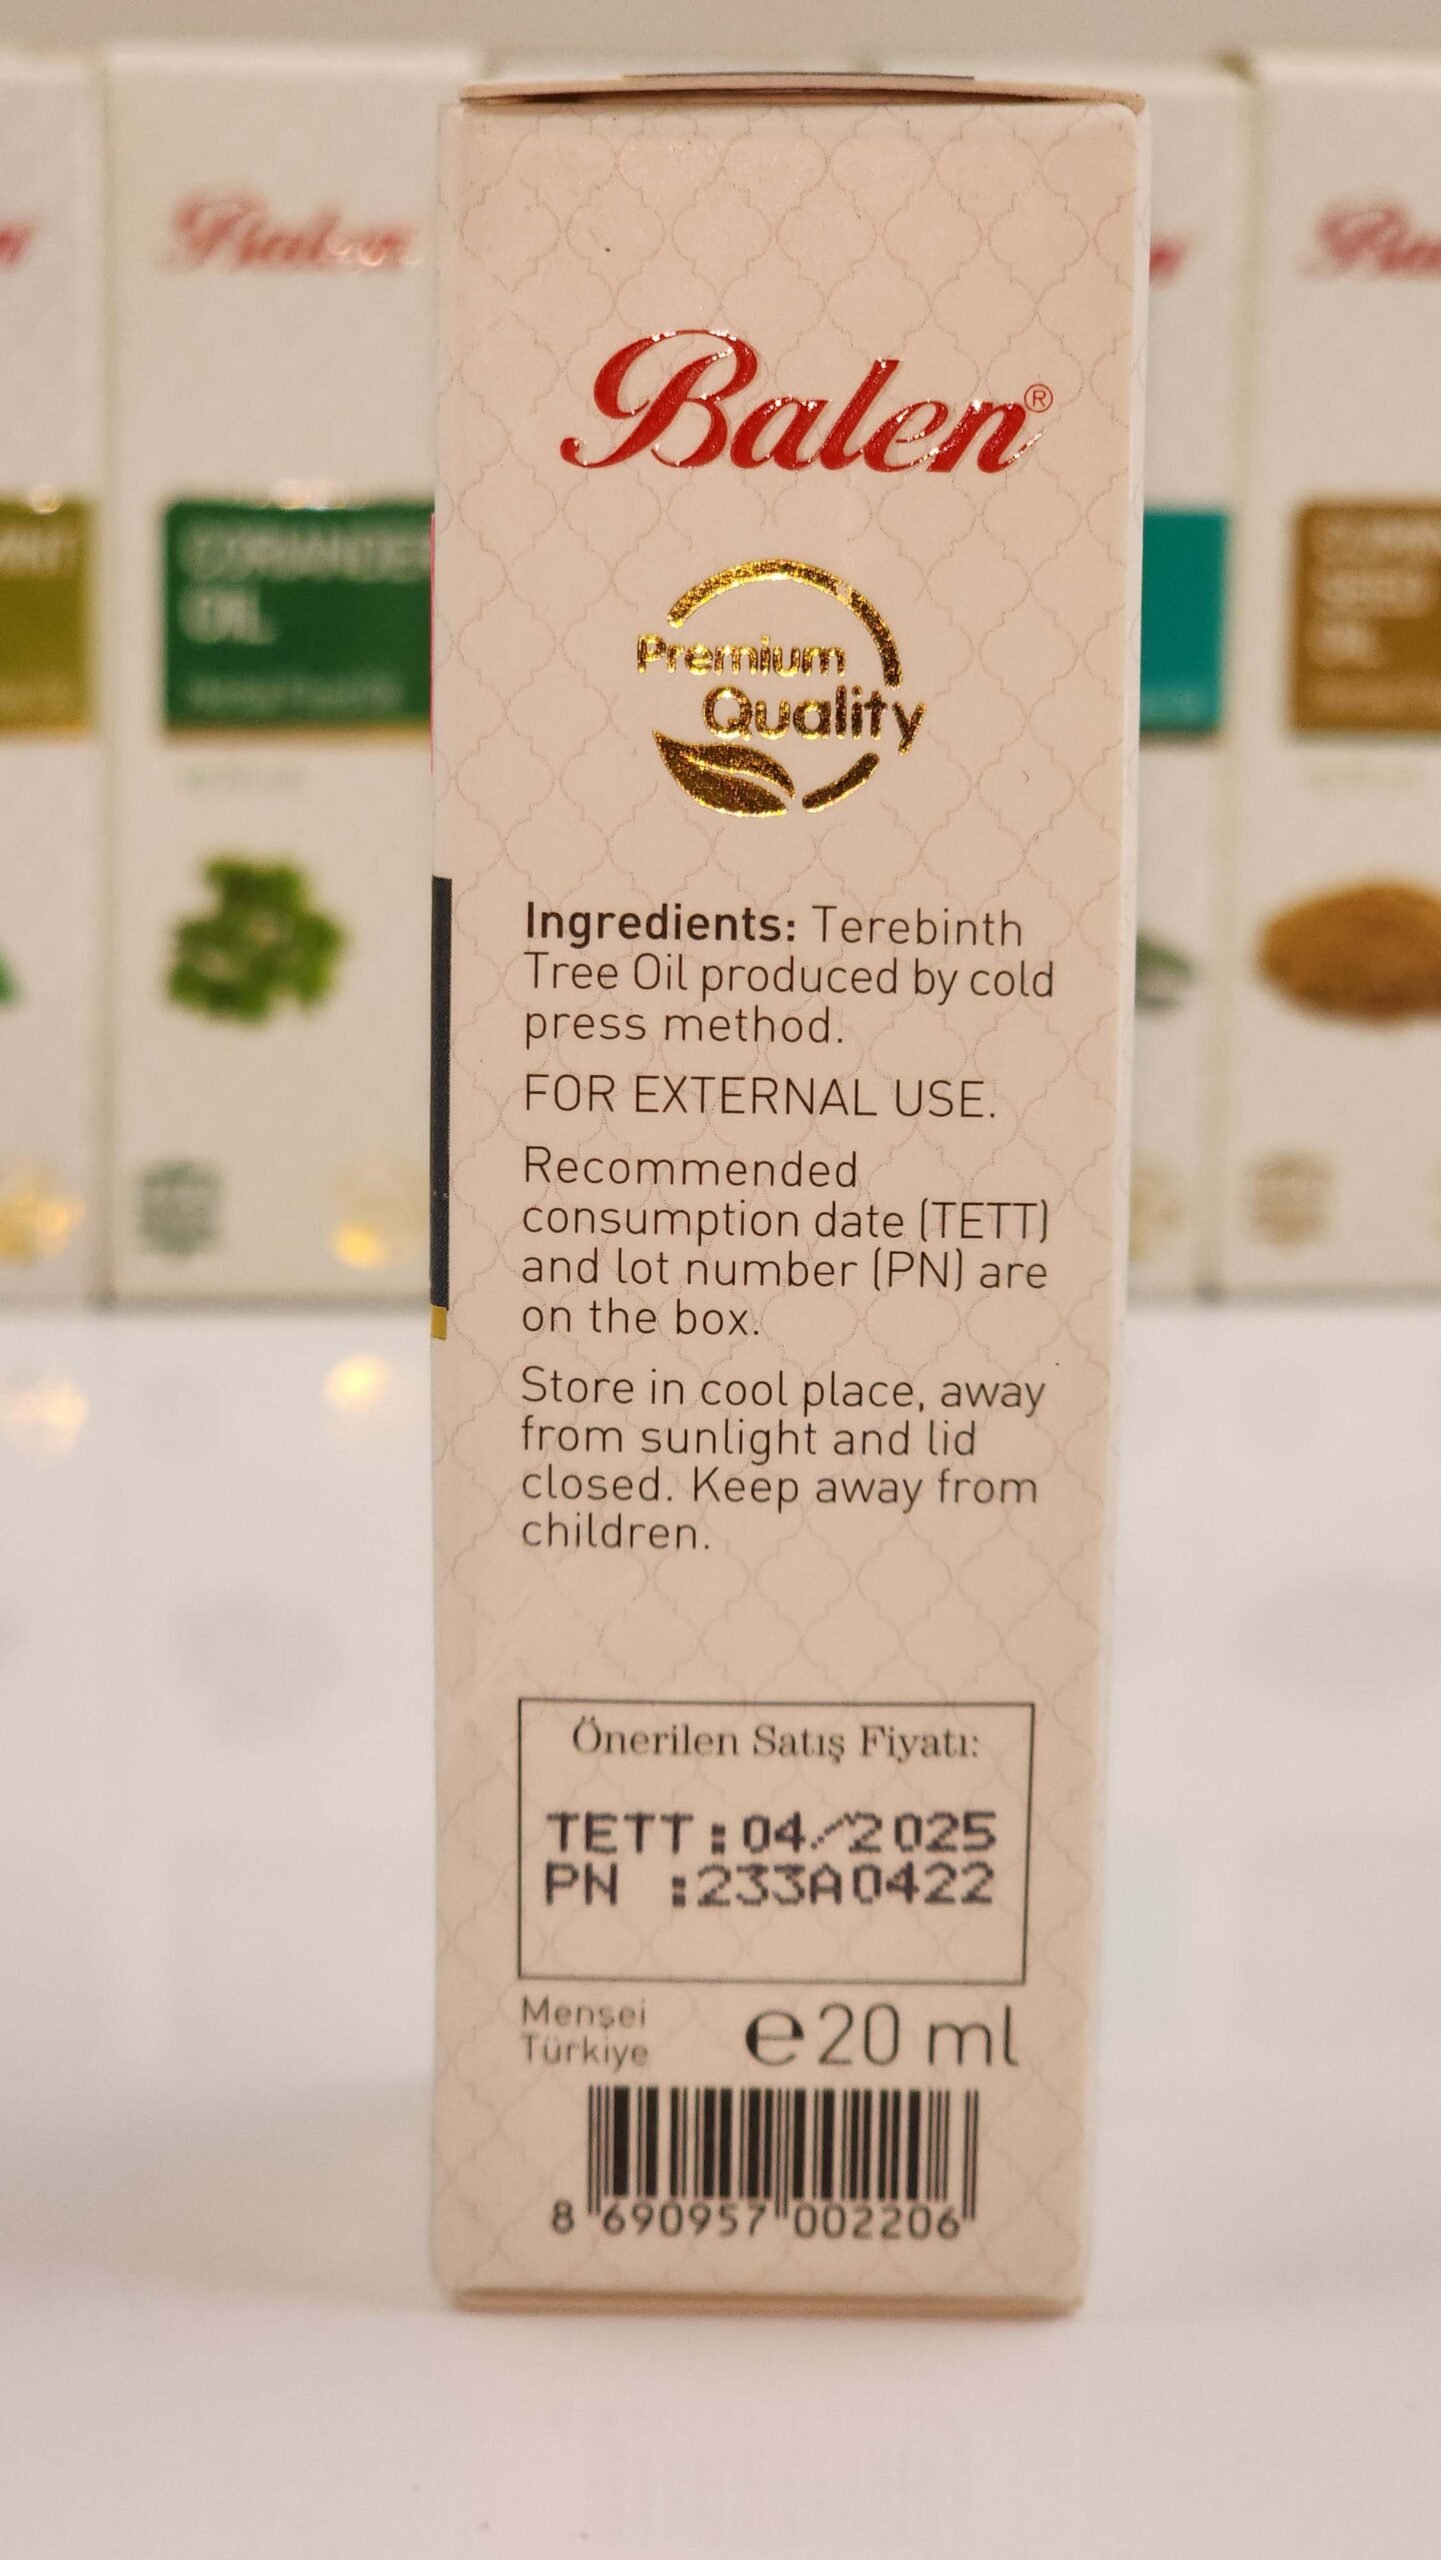 Balen®
Premium
Quality
Ingredients: Terebinth
Tree Oil produced by cold
press method.
FOR EXTERNAL USE.
Recommended
consumption date (TETT)
and lot number (PN) are
on the box.
Store in cool place, away
from sunlight and lid
closed. Keep away from
children.
Önerilen Satış Fiyatı:
TETT:04/2025
PN :233A0422
Menşei
Türkiye
℮20 ml
8 690957 002206
Balen
CORIANDER
OIL